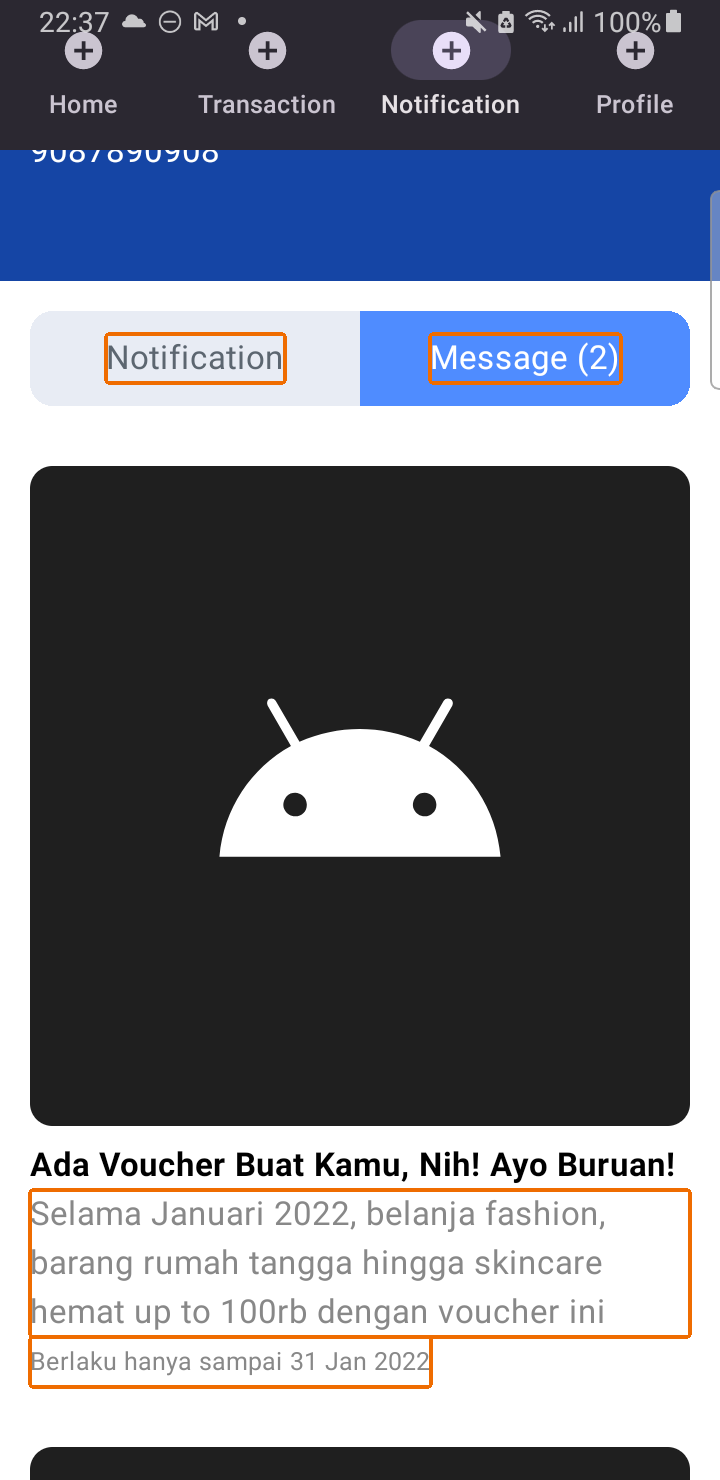 22:37 100%
Home Transaction Notification Profile
9087890908
Notification Message (2)
Ada Voucher Buat Kamu, Nih! Ayo Buruan!
Selama Januari 2022, belanja fashion,
barang rumah tangga hingga skincare
hemat up to 100rb dengan voucher ini
Berlaku hanya sampai 31 Jan 2022